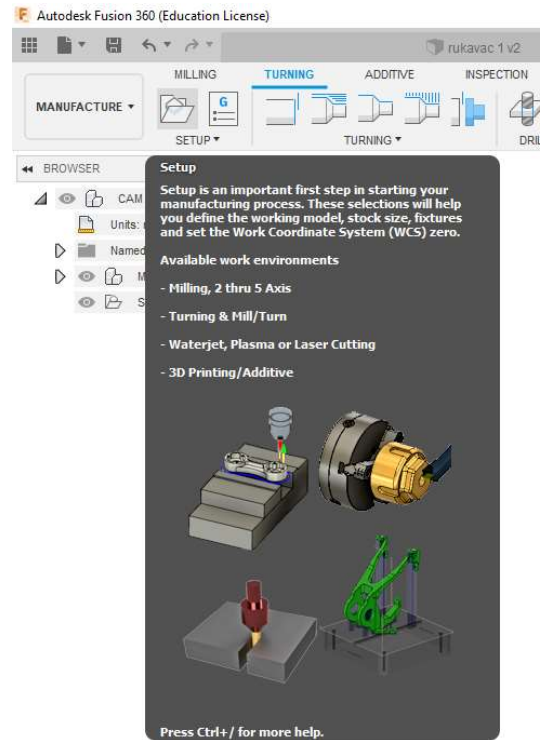 Autodesk Fusion 360 (Education License)
rukavac 1 v2
MILLING TURNING ADDITIVE INSPECTION
MANUFACTURE
G
SETUP TURNING DRIL
BROWSER
CAM
Units:
Named
M
S
Setup
Setup is an important first step in starting your
manufacturing process. These selections will help
you define the working model, stock size, fixtures
and set the Work Coordinate System (WCS) zero.
Available work environments
- Milling, 2 thru 5 Axis
- Turning & Mill/Turn
- Waterjet, Plasma or Laser Cutting
- 3D Printing/Additive
Press Ctrl+/ for more help.